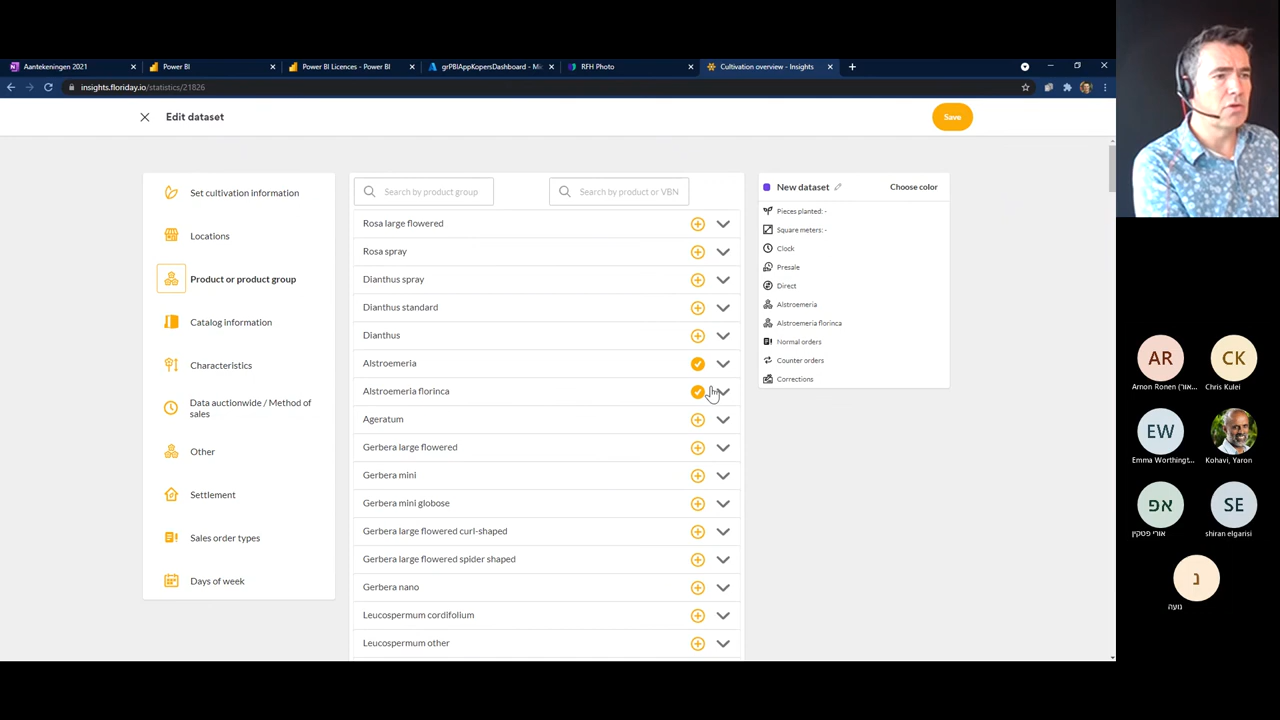 Aantekeningen 2021
Power BI
Power BI Licences - Power BI
grPBIAppKopersDashboard - Mi
RFH Photo
Cultivation overview - Insights
insights.floriday.io/statistics/21826
Edit dataset
Save
Set cultivation information
Locations
Product or product group
Catalog information
Characteristics
Data auctionwide / Method of
sales
Other
Settlement
Sales order types
Days of week
Search by product group
Search by product or VBN
Rosa large flowered
Rosa spray
Dianthus spray
Dianthus standard
Dianthus
Alstroemeria
Alstroemeria florinca
Ageratum
Gerbera large flowered
Gerbera mini
Gerbera mini globose
Gerbera large flowered curl-shaped
Gerbera large flowered spider shaped
Gerbera nano
Leucospermum cordifolium
Leucospermum other
New dataset
Choose color
Pieces planted: -
Square meters: -
Clock
Presale
Direct
Alstroemeria
Alstroemeria florinca
Normal orders
Counter orders
Corrections
AR
Arnon Ronen (אור...
CK
Chris Kulei
EW
Emma Worthingt...
Kohavi, Yaron
אפ
אורי פטקין
SE
shiran elgarisi
נ
נועה